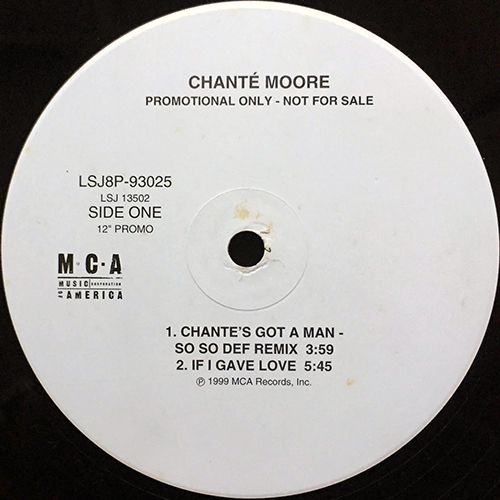 CHANTÉ MOORE
PROMOTIONAL ONLY - NOT FOR SALE
LSJ8P-93025
LSJ 13502
SIDE ONE
12" PROMO
M·C·A
MUSIC CORPORATION
OF AMERICA
1. CHANTE'S GOT A MAN -
SO SO DEF REMIX 3:59
2. IF I GAVE LOVE 5:45
℗ 1999 MCA Records, Inc.